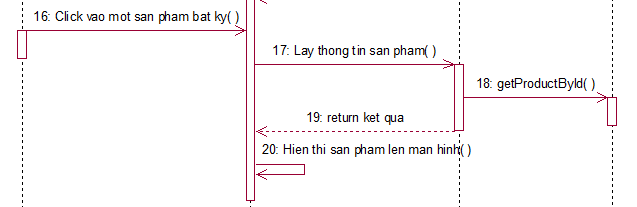 16: Click vao mot san pham bat ky( )
17: Lay thong tin san pham( )
18: getProductById( )
19: return ket qua
20: Hien thi san pham len man hinh( )